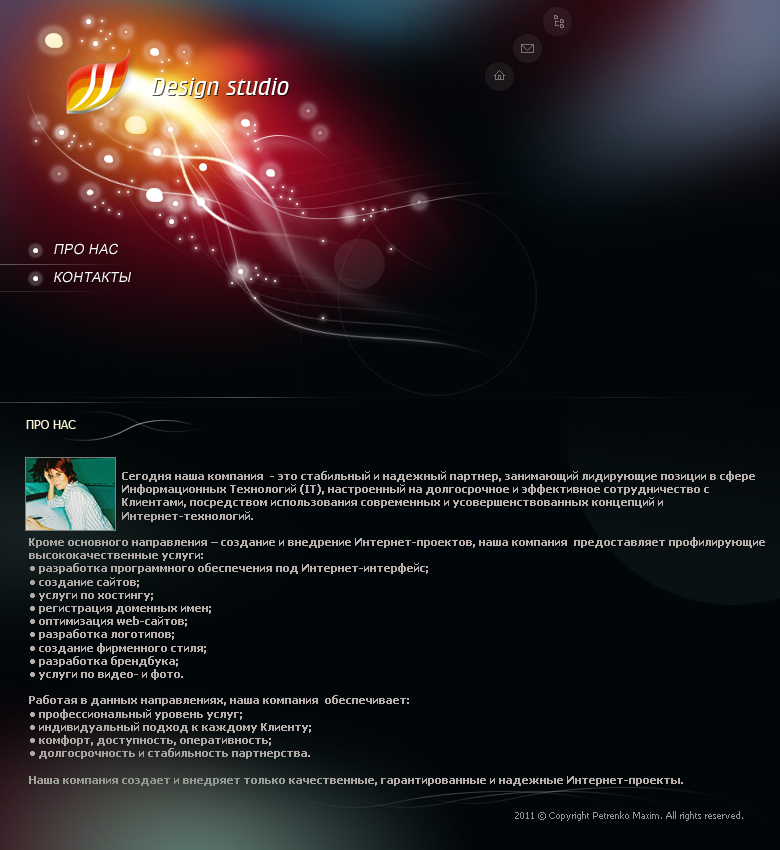 Design studio
ПРО НАС
КОНТАКТЫ
ПРО НАС
Сегодня наша компания - это стабильный и надежный партнер, занимающий лидирующие позиции в сфере
Информационных Технологий (IT), настроенный на долгосрочное и эффективное сотрудничество с
Клиентами, посредством использования современных и усовершенствованных концепций и
Интернет-технологий.
Кроме основного направления – создание и внедрение Интернет-проектов, наша компания предоставляет профилирующие
высококачественные услуги:
• разработка программного обеспечения под Интернет-интерфейс;
• создание сайтов;
• услуги по хостингу;
• регистрация доменных имен;
• оптимизация web-сайтов;
• разработка логотипов;
• создание фирменного стиля;
• разработка брендбука;
• услуги по видео- и фото.
Работая в данных направлениях, наша компания обеспечивает:
• профессиональный уровень услуг;
• индивидуальный подход к каждому Клиенту;
• комфорт, доступность, оперативность;
• долгосрочность и стабильность партнерства.
Наша компания создает и внедряет только качественные, гарантированные и надежные Интернет-проекты.
2011 © Copyright Petrenko Maxim. All rights reserved.